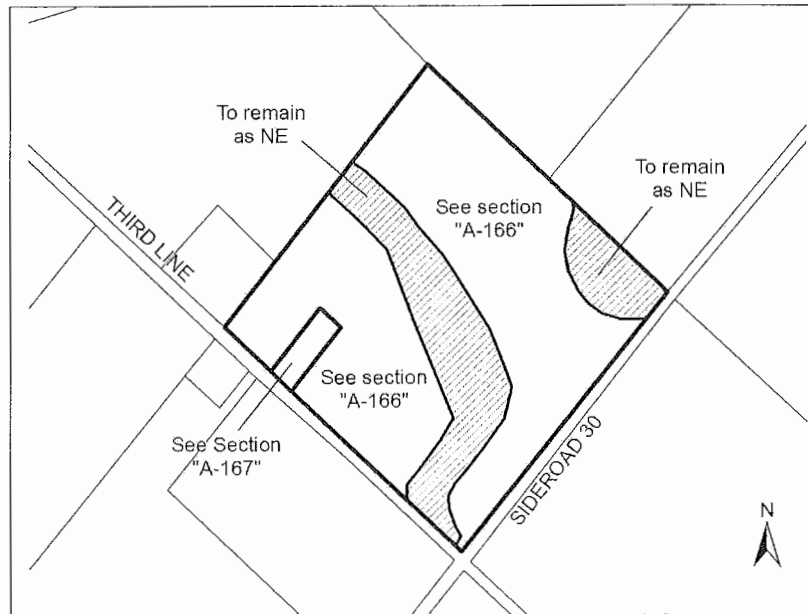 To remain
as NE
To remain
as NE
See section
"A-166"
THIRD LINE
See section
"A-166"
See Section
"A-167"
SIDEROAD 30
N